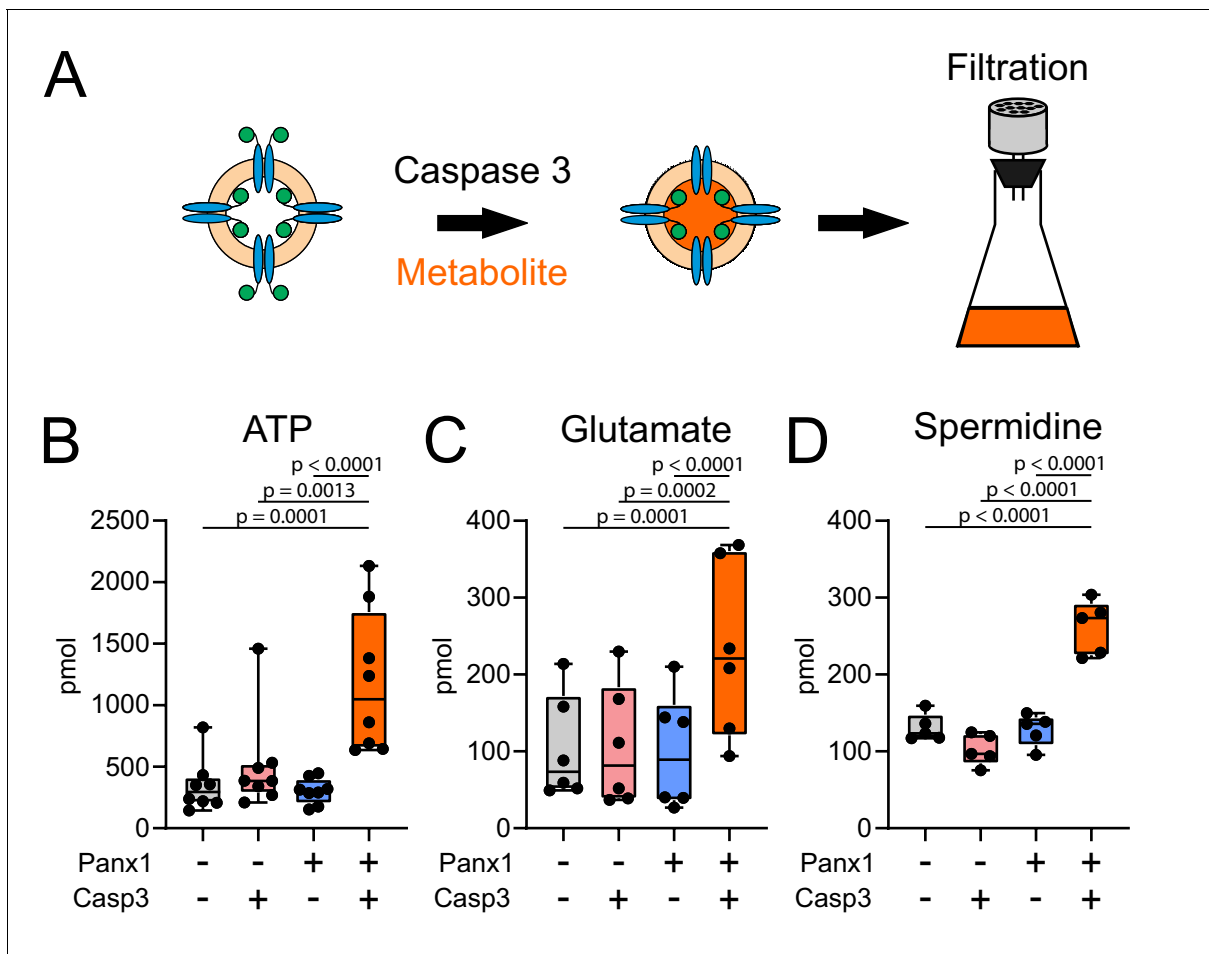 A
Filtration
Caspase 3
Metabolite
B ATP
p < 0.0001
p = 0.0013
p = 0.0001
2500
2000
1500
1000
500
0
pmol
Panx1 - - + +
Casp3 - + - +
C Glutamate
p < 0.0001
p = 0.0002
p = 0.0001
400
300
200
100
0
pmol
Panx1 - - + +
Casp3 - + - +
D Spermidine
p < 0.0001
p < 0.0001
p < 0.0001
400
300
200
100
0
pmol
Panx1 - - + +
Casp3 - + - +